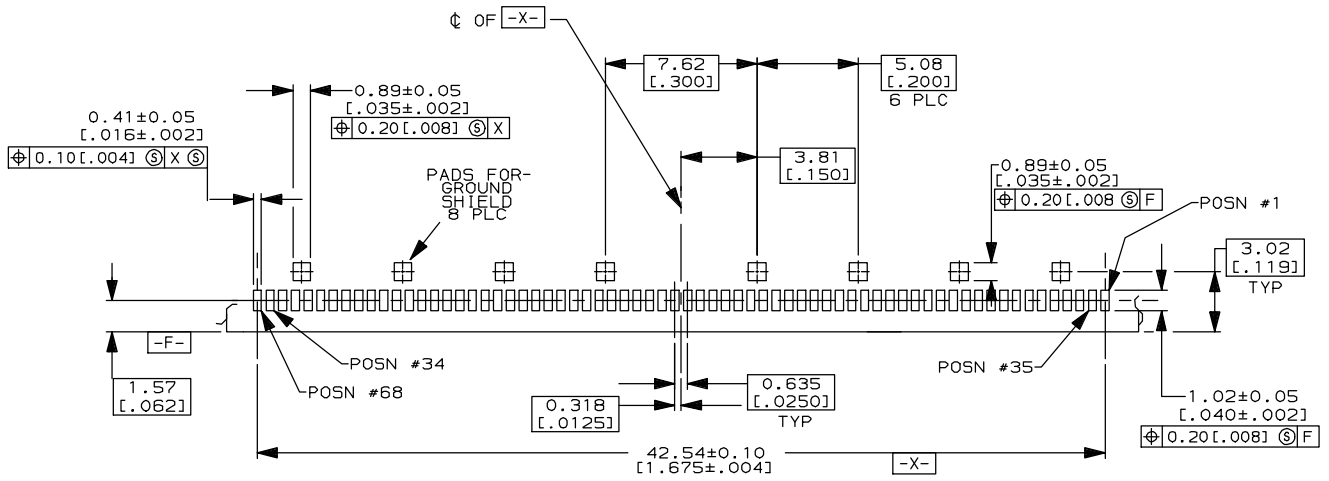 ℄ OF -X-
7.62
[.300]
5.08
[.200]
6 PLC
0.89±0.05
[.035±.002]
⌖ 0.20[.008] Ⓢ X
0.41±0.05
[.016±.002]
⌖ 0.10[.004] Ⓢ X Ⓢ
3.81
[.150]
PADS FOR-
GROUND
SHIELD
8 PLC
0.89±0.05
[.035±.002]
⌖ 0.20[.008 Ⓢ F
POSN #1
3.02
[.119]
TYP
-F-
POSN #34
POSN #35
POSN #68
1.57
[.062]
0.635
[.0250]
TYP
0.318
[.0125]
1.02±0.05
[.040±.002]
⌖ 0.20[.008] Ⓢ F
42.54±0.10
[1.675±.004]
-X-